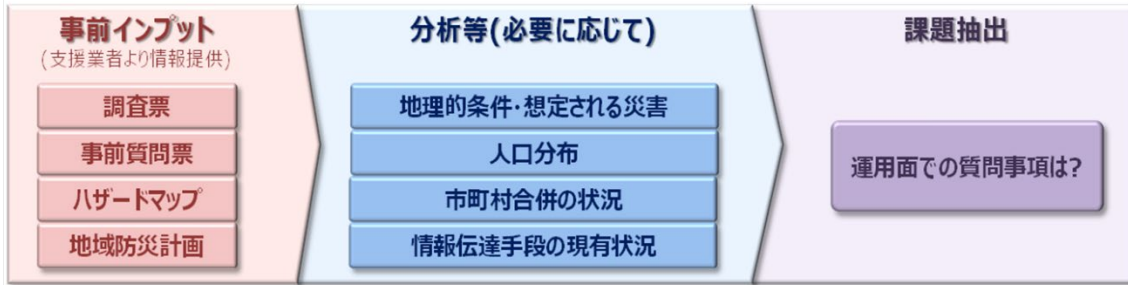 事前インプット
(支援業者より情報提供)
調査票
事前質問票
ハザードマップ
地域防災計画
分析等(必要に応じて)
地理的条件・想定される災害
人口分布
市町村合併の状況
情報伝達手段の現有状況
課題抽出
運用面での質問事項は?